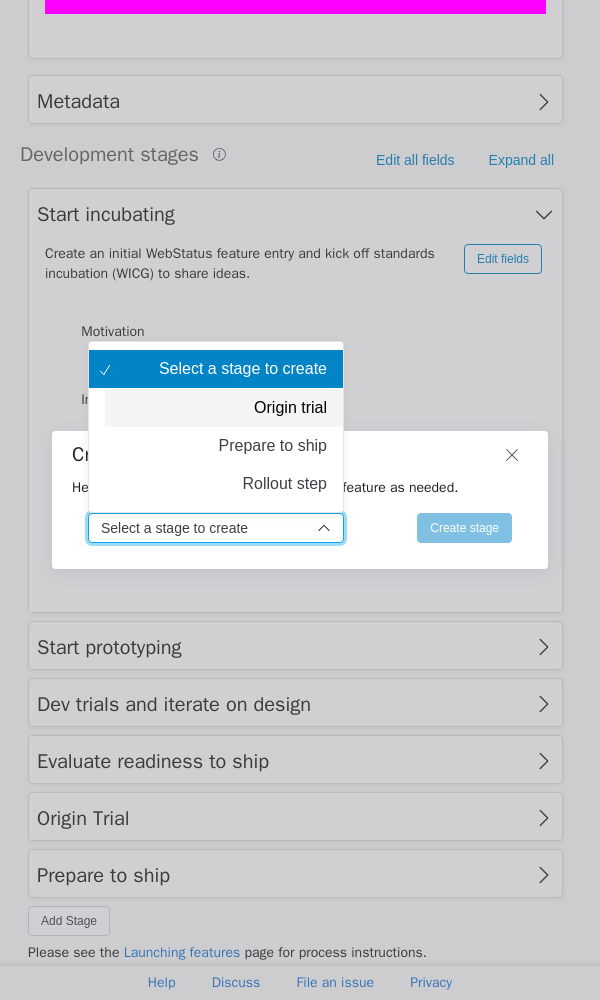 Metadata
Development stages
Edit all fields
Expand all
Start incubating
Create an initial WebStatus feature entry and kick off standards
incubation (WICG) to share ideas.
Edit fields
Motivation
Select a stage to create
Origin trial
Prepare to ship
Rollout step
feature as needed.
Select a stage to create
Create stage
Start prototyping
Dev trials and iterate on design
Evaluate readiness to ship
Origin Trial
Prepare to ship
Add Stage
Please see the Launching features page for process instructions.
Help
Discuss
File an issue
Privacy